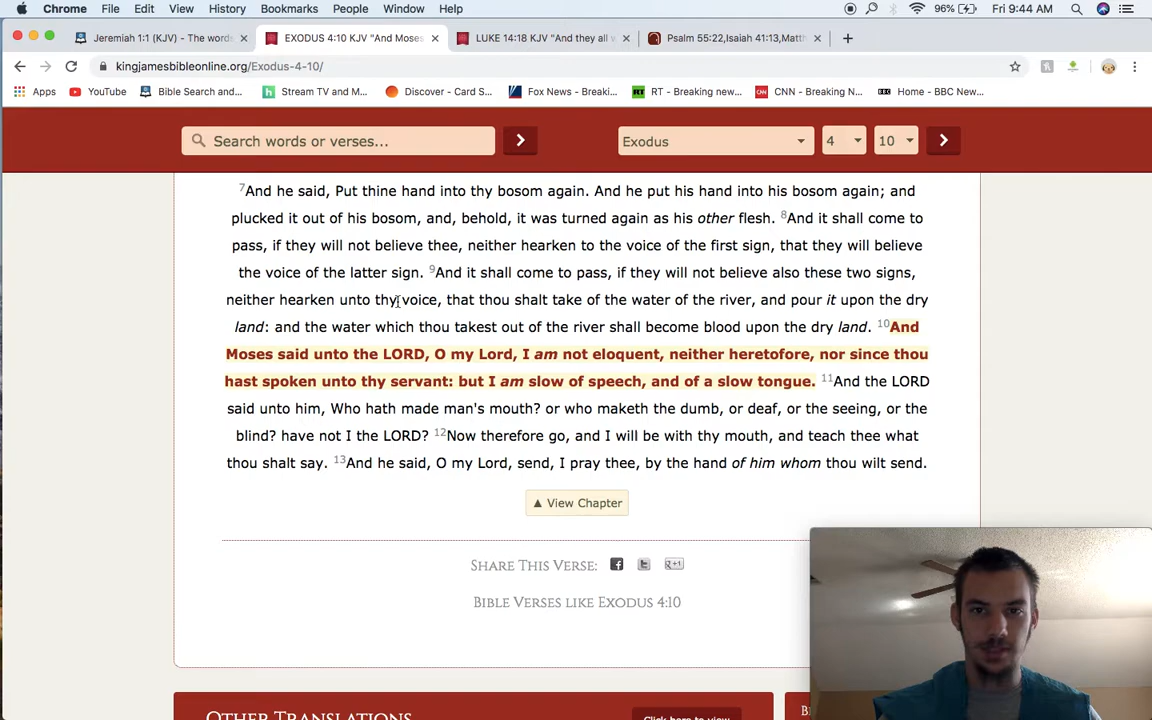 Chrome File Edit View History Bookmarks People Window Help 96% Fri 9:44 AM
Jeremiah 1:1 (KJV) - The words
EXODUS 4:10 KJV "And Moses
LUKE 14:18 KJV "And they all
Psalm 55:22,Isaiah 41:13,Matt
kingjamesbibleonline.org/Exodus-4-10/
Apps YouTube Bible Search and... Stream TV and M... Discover - Card S... Fox News - Breaki... RT - Breaking new... CNN - Breaking N... Home - BBC New...
Search words or verses... Exodus 4 10
7And he said, Put thine hand into thy bosom again. And he put his hand into his bosom again; and
plucked it out of his bosom, and, behold, it was turned again as his other flesh. 8And it shall come to
pass, if they will not believe thee, neither hearken to the voice of the first sign, that they will believe
the voice of the latter sign. 9And it shall come to pass, if they will not believe also these two signs,
neither hearken unto thy voice, that thou shalt take of the water of the river, and pour it upon the dry
land: and the water which thou takest out of the river shall become blood upon the dry land. 10And
Moses said unto the LORD, O my Lord, I am not eloquent, neither heretofore, nor since thou
hast spoken unto thy servant: but I am slow of speech, and of a slow tongue. 11And the LORD
said unto him, Who hath made man's mouth? or who maketh the dumb, or deaf, or the seeing, or the
blind? have not I the LORD? 12Now therefore go, and I will be with thy mouth, and teach thee what
thou shalt say. 13And he said, O my Lord, send, I pray thee, by the hand of him whom thou wilt send.
▲ View Chapter
SHARE THIS VERSE: g+1
BIBLE VERSES LIKE EXODUS 4:10
OTHER TRANSLATIONS Click here to view